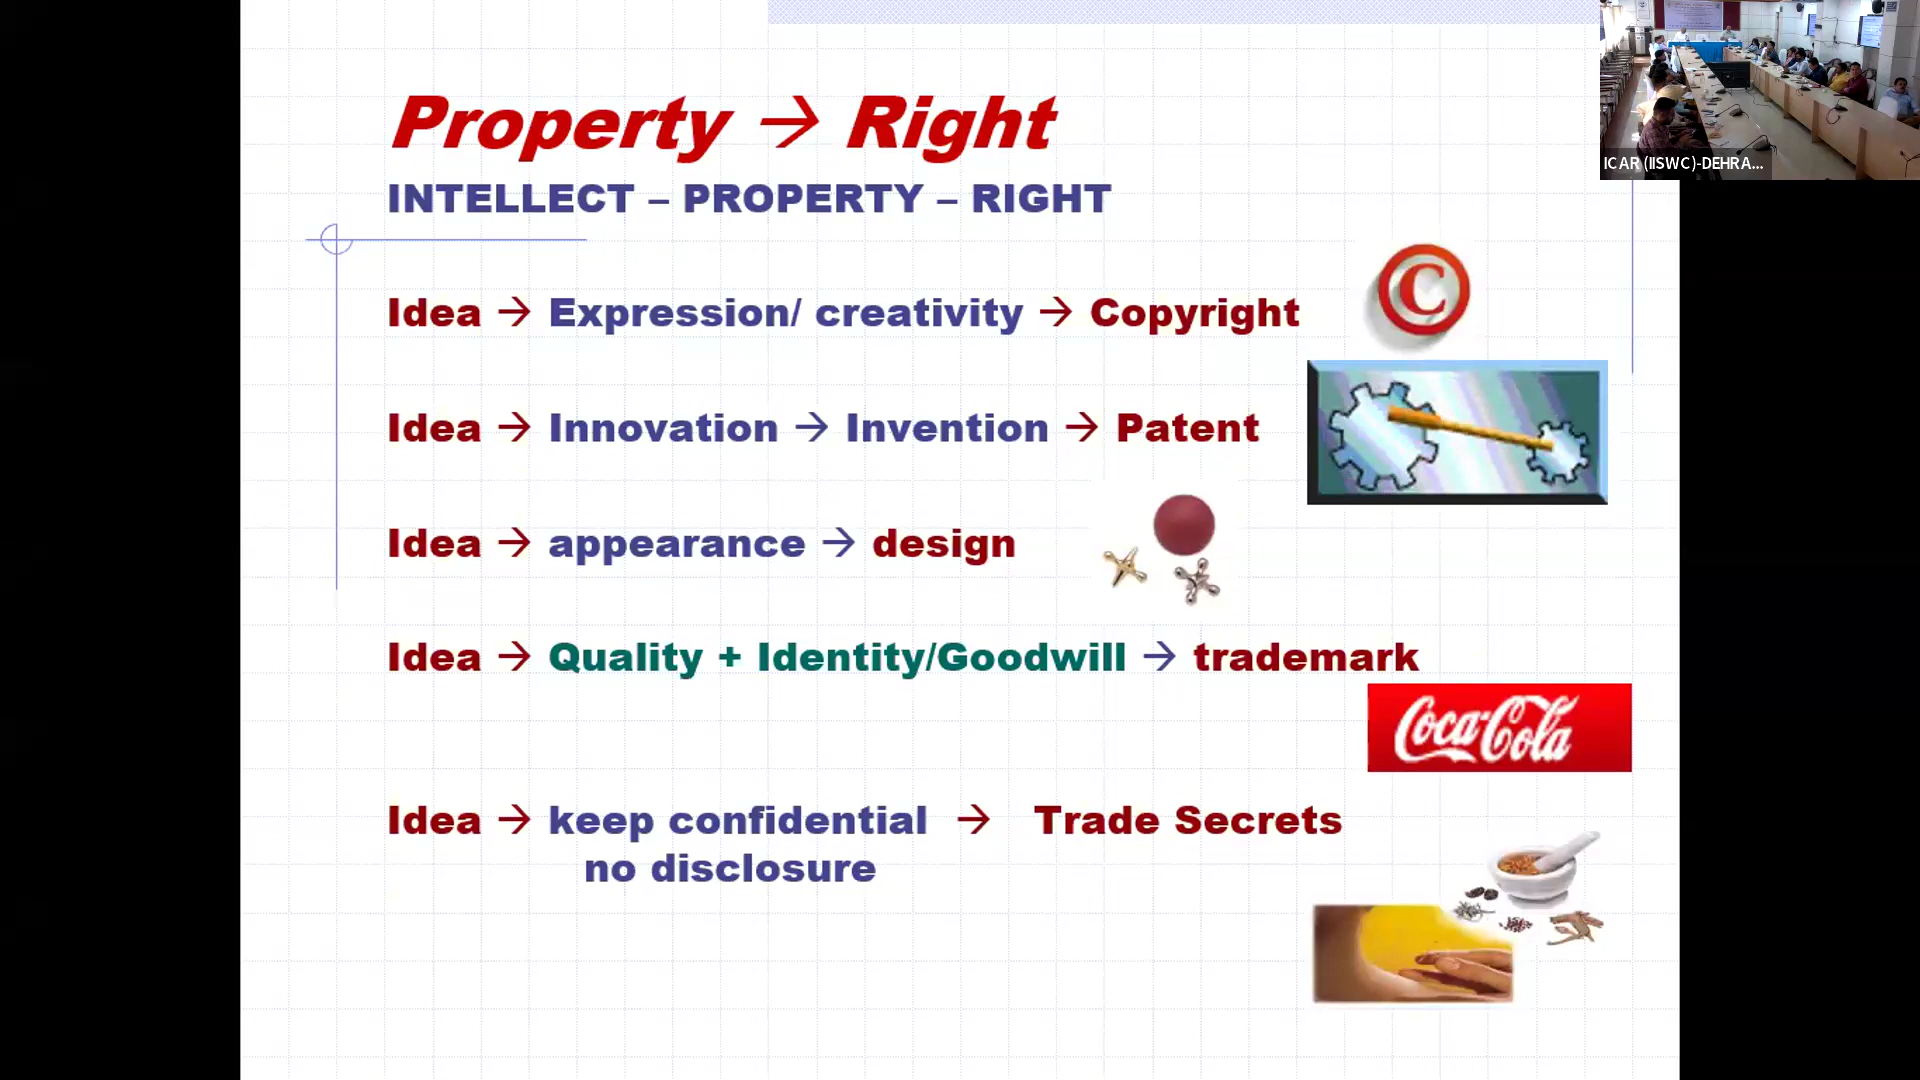 Property → Right
INTELLECT – PROPERTY – RIGHT
Idea → Expression/ creativity → Copyright
C
Idea → Innovation → Invention → Patent
Idea → appearance → design
Idea → Quality + Identity/Goodwill → trademark
Coca-Cola
Idea → keep confidential → Trade Secrets
no disclosure
ICAR (IISWC)-DEHRA...